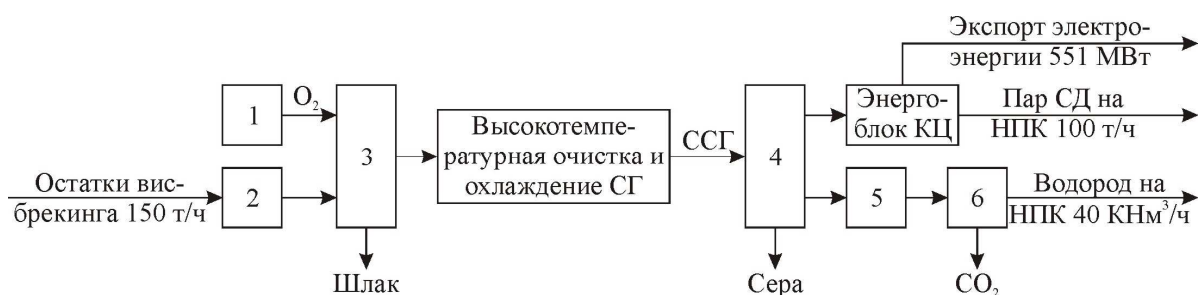 Экспорт электро-
энергии 551 МВт
1
O₂
3
Высокотемпе-
ратурная очистка и
охлаждение СГ
ССГ
4
Энерго-
блок КЦ
Пар СД на
НПК 100 т/ч
Остатки вис-
брекинга 150 т/ч
2
5
6
Водород на
НПК 40 КНм³/ч
Шлак
Сера
CO₂